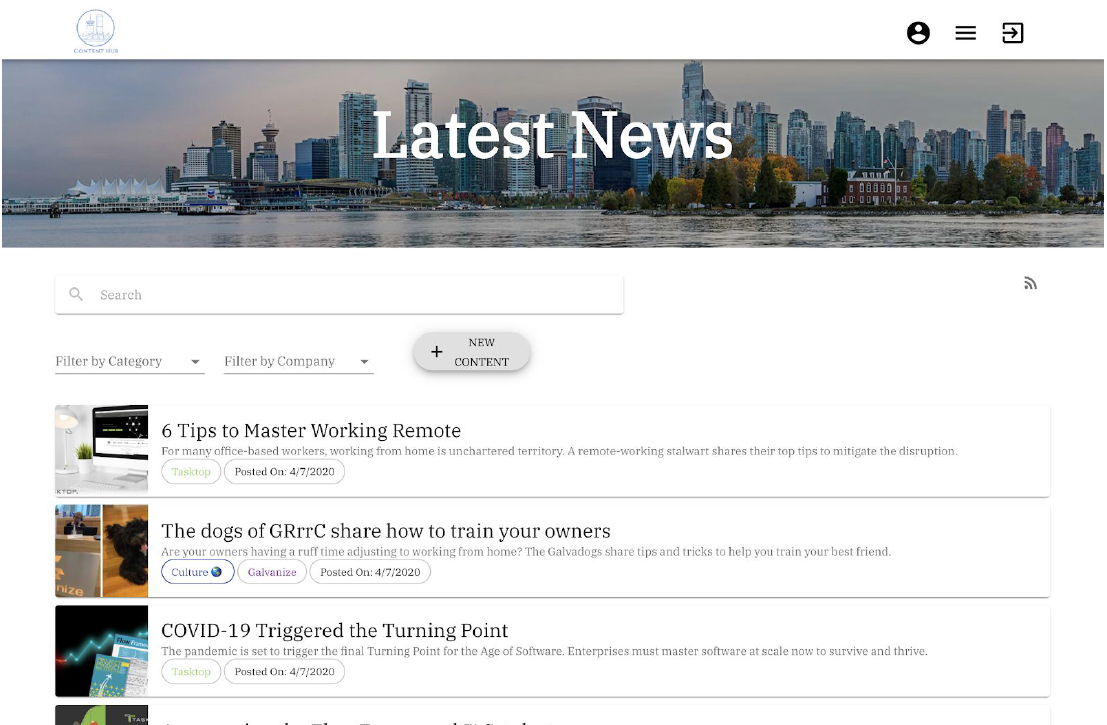 CONTENT HUB
Latest News
Search
Filter by Category
Filter by Company
NEW
CONTENT
6 Tips to Master Working Remote
For many office-based workers, working from home is unchartered territory. A remote-working stalwart shares their top tips to mitigate the disruption.
Tasktop
Posted On: 4/7/2020
KTOP
The dogs of GRrrC share how to train your owners
Are your owners having a ruff time adjusting to working from home? The Galvadogs share tips and tricks to help you train your best friend.
nize
Culture 🌏 Galvanize Posted On: 4/7/2020
COVID-19 Triggered the Turning Point
The pandemic is set to trigger the final Turning Point for the Age of Software. Enterprises must master software at scale now to survive and thrive.
Tasktop
Posted On: 4/7/2020